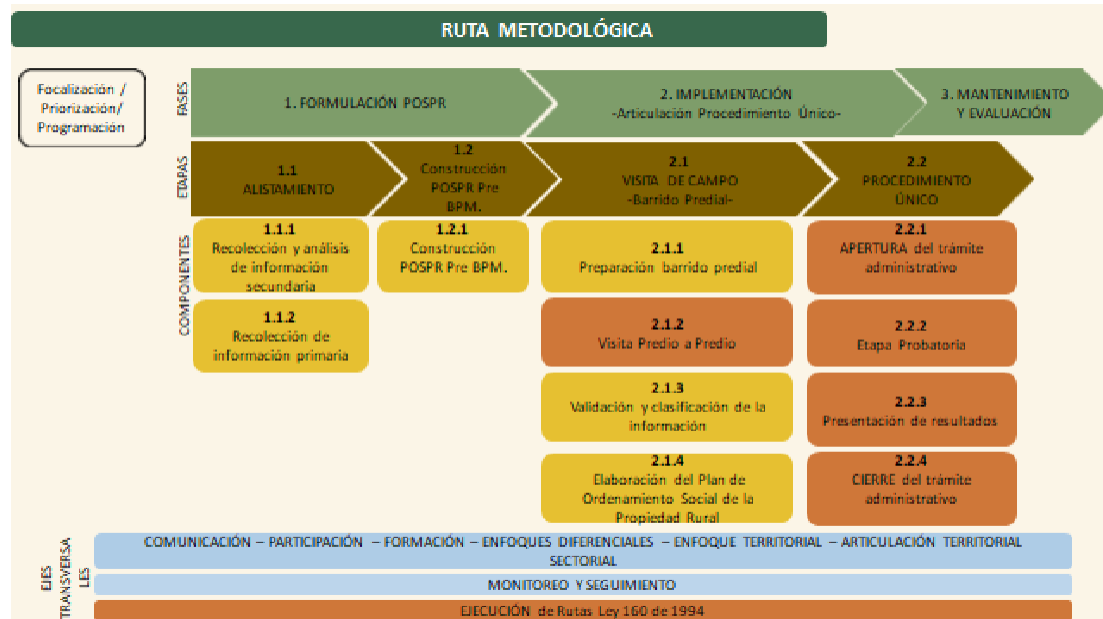 RUTA METODOLÓGICA
Focalización /
Priorización/
Programación
FASES
1. FORMULACIÓN POSPR
2. IMPLEMENTACIÓN
-Articulación Procedimiento Único-
3. MANTENIMIENTO
Y EVALUACIÓN
ETAPAS
1.1
ALISTAMIENTO
1.2
Construcción
POSPR Pre
BPM.
2.1
VISITA DE CAMPO
-Barrido Predial-
2.2
PROCEDIMIENTO
ÚNICO
COMPONENTES
1.1.1
Recolección y análisis
de información
secundaria
1.1.2
Recolección de
información primaria
1.2.1
Construcción
POSPR Pre BPM.
2.1.1
Preparación barrido predial
2.1.2
Visita Predio a Predio
2.1.3
Validación y clasificación de la
información
2.1.4
Elaboración del Plan de
Ordenamiento Social de la
Propiedad Rural
2.2.1
APERTURA del trámite
administrativo
2.2.2
Etapa Probatoria
2.2.3
Presentación de resultados
2.2.4
CIERRE del trámite
administrativo
EJES
TRANSVERSA
LES
COMUNICACIÓN – PARTICIPACIÓN – FORMACIÓN – ENFOQUES DIFERENCIALES – ENFOQUE TERRITORIAL – ARTICULACIÓN TERRITORIAL
SECTORIAL
MONITOREO Y SEGUIMIENTO
EJECUCIÓN de Rutas Ley 160 de 1994